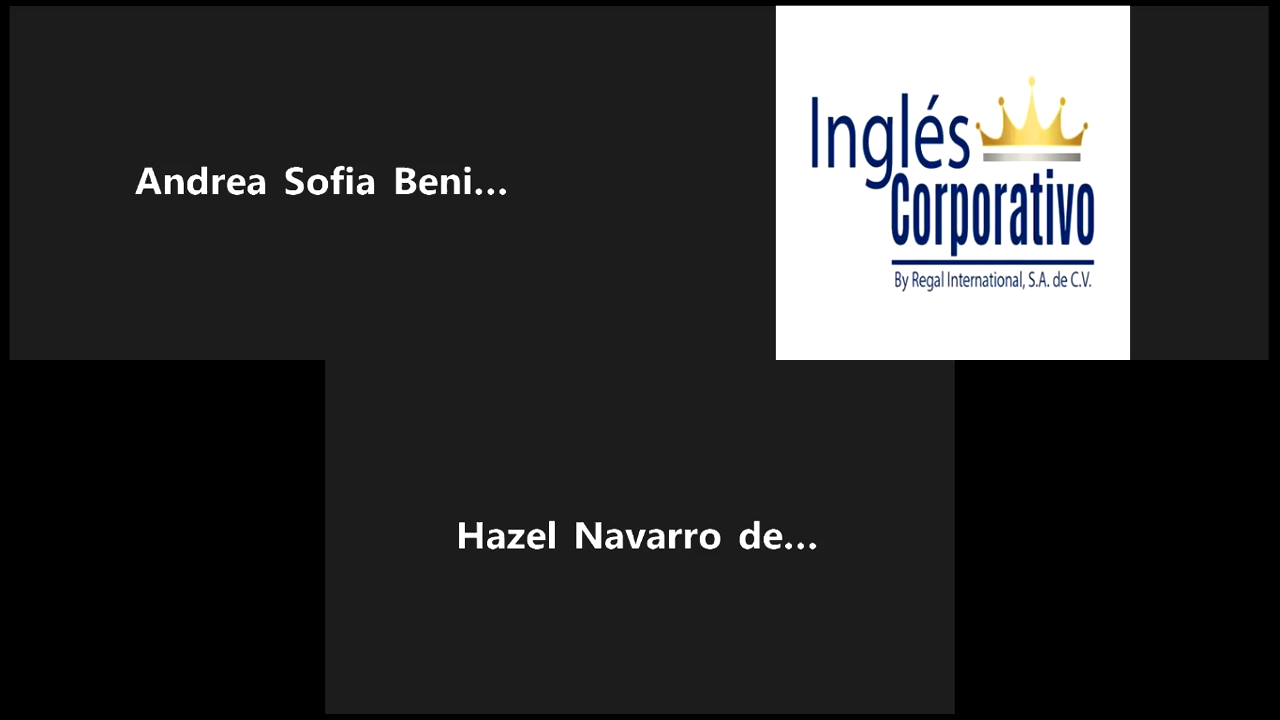 Andrea Sofia Beni...
Inglés
Corporativo
By Regal International, S.A. de C.V.
Hazel Navarro de...